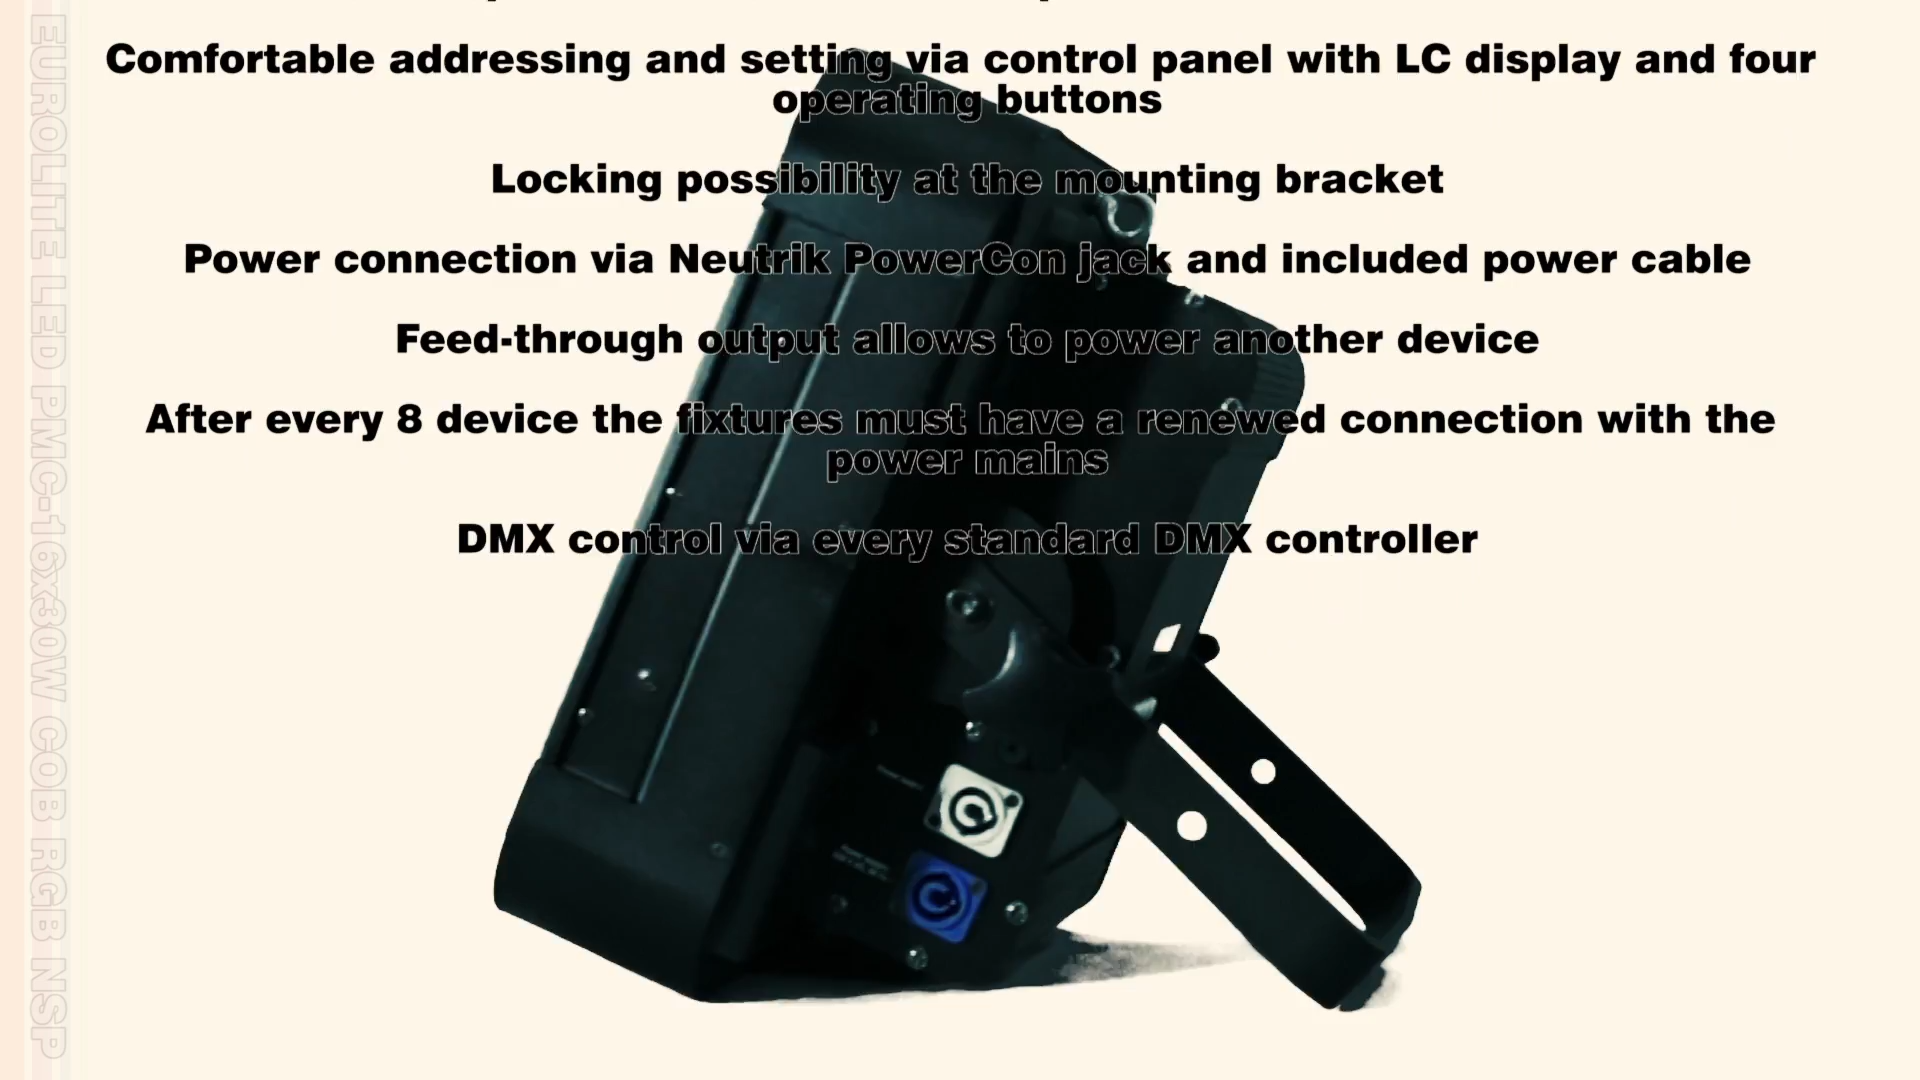 Comfortable addressing and setting via control panel with LC display and four
operating buttons
Locking possibility at the mounting bracket
Power connection via Neutrik PowerCon jack and included power cable
Feed-through output allows to power another device
After every 8 device the fixtures must have a renewed connection with the
power mains
DMX control via every standard DMX controller
EUROLITE LED PMC-16x30W COB RGB NSP